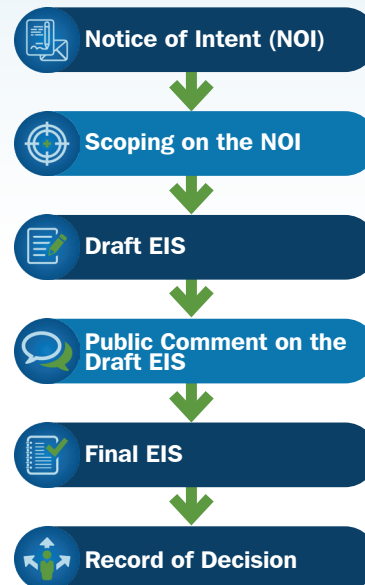 Notice of Intent (NOI)
Scoping on the NOI
Draft EIS
Public Comment on the
Draft EIS
Final EIS
Record of Decision